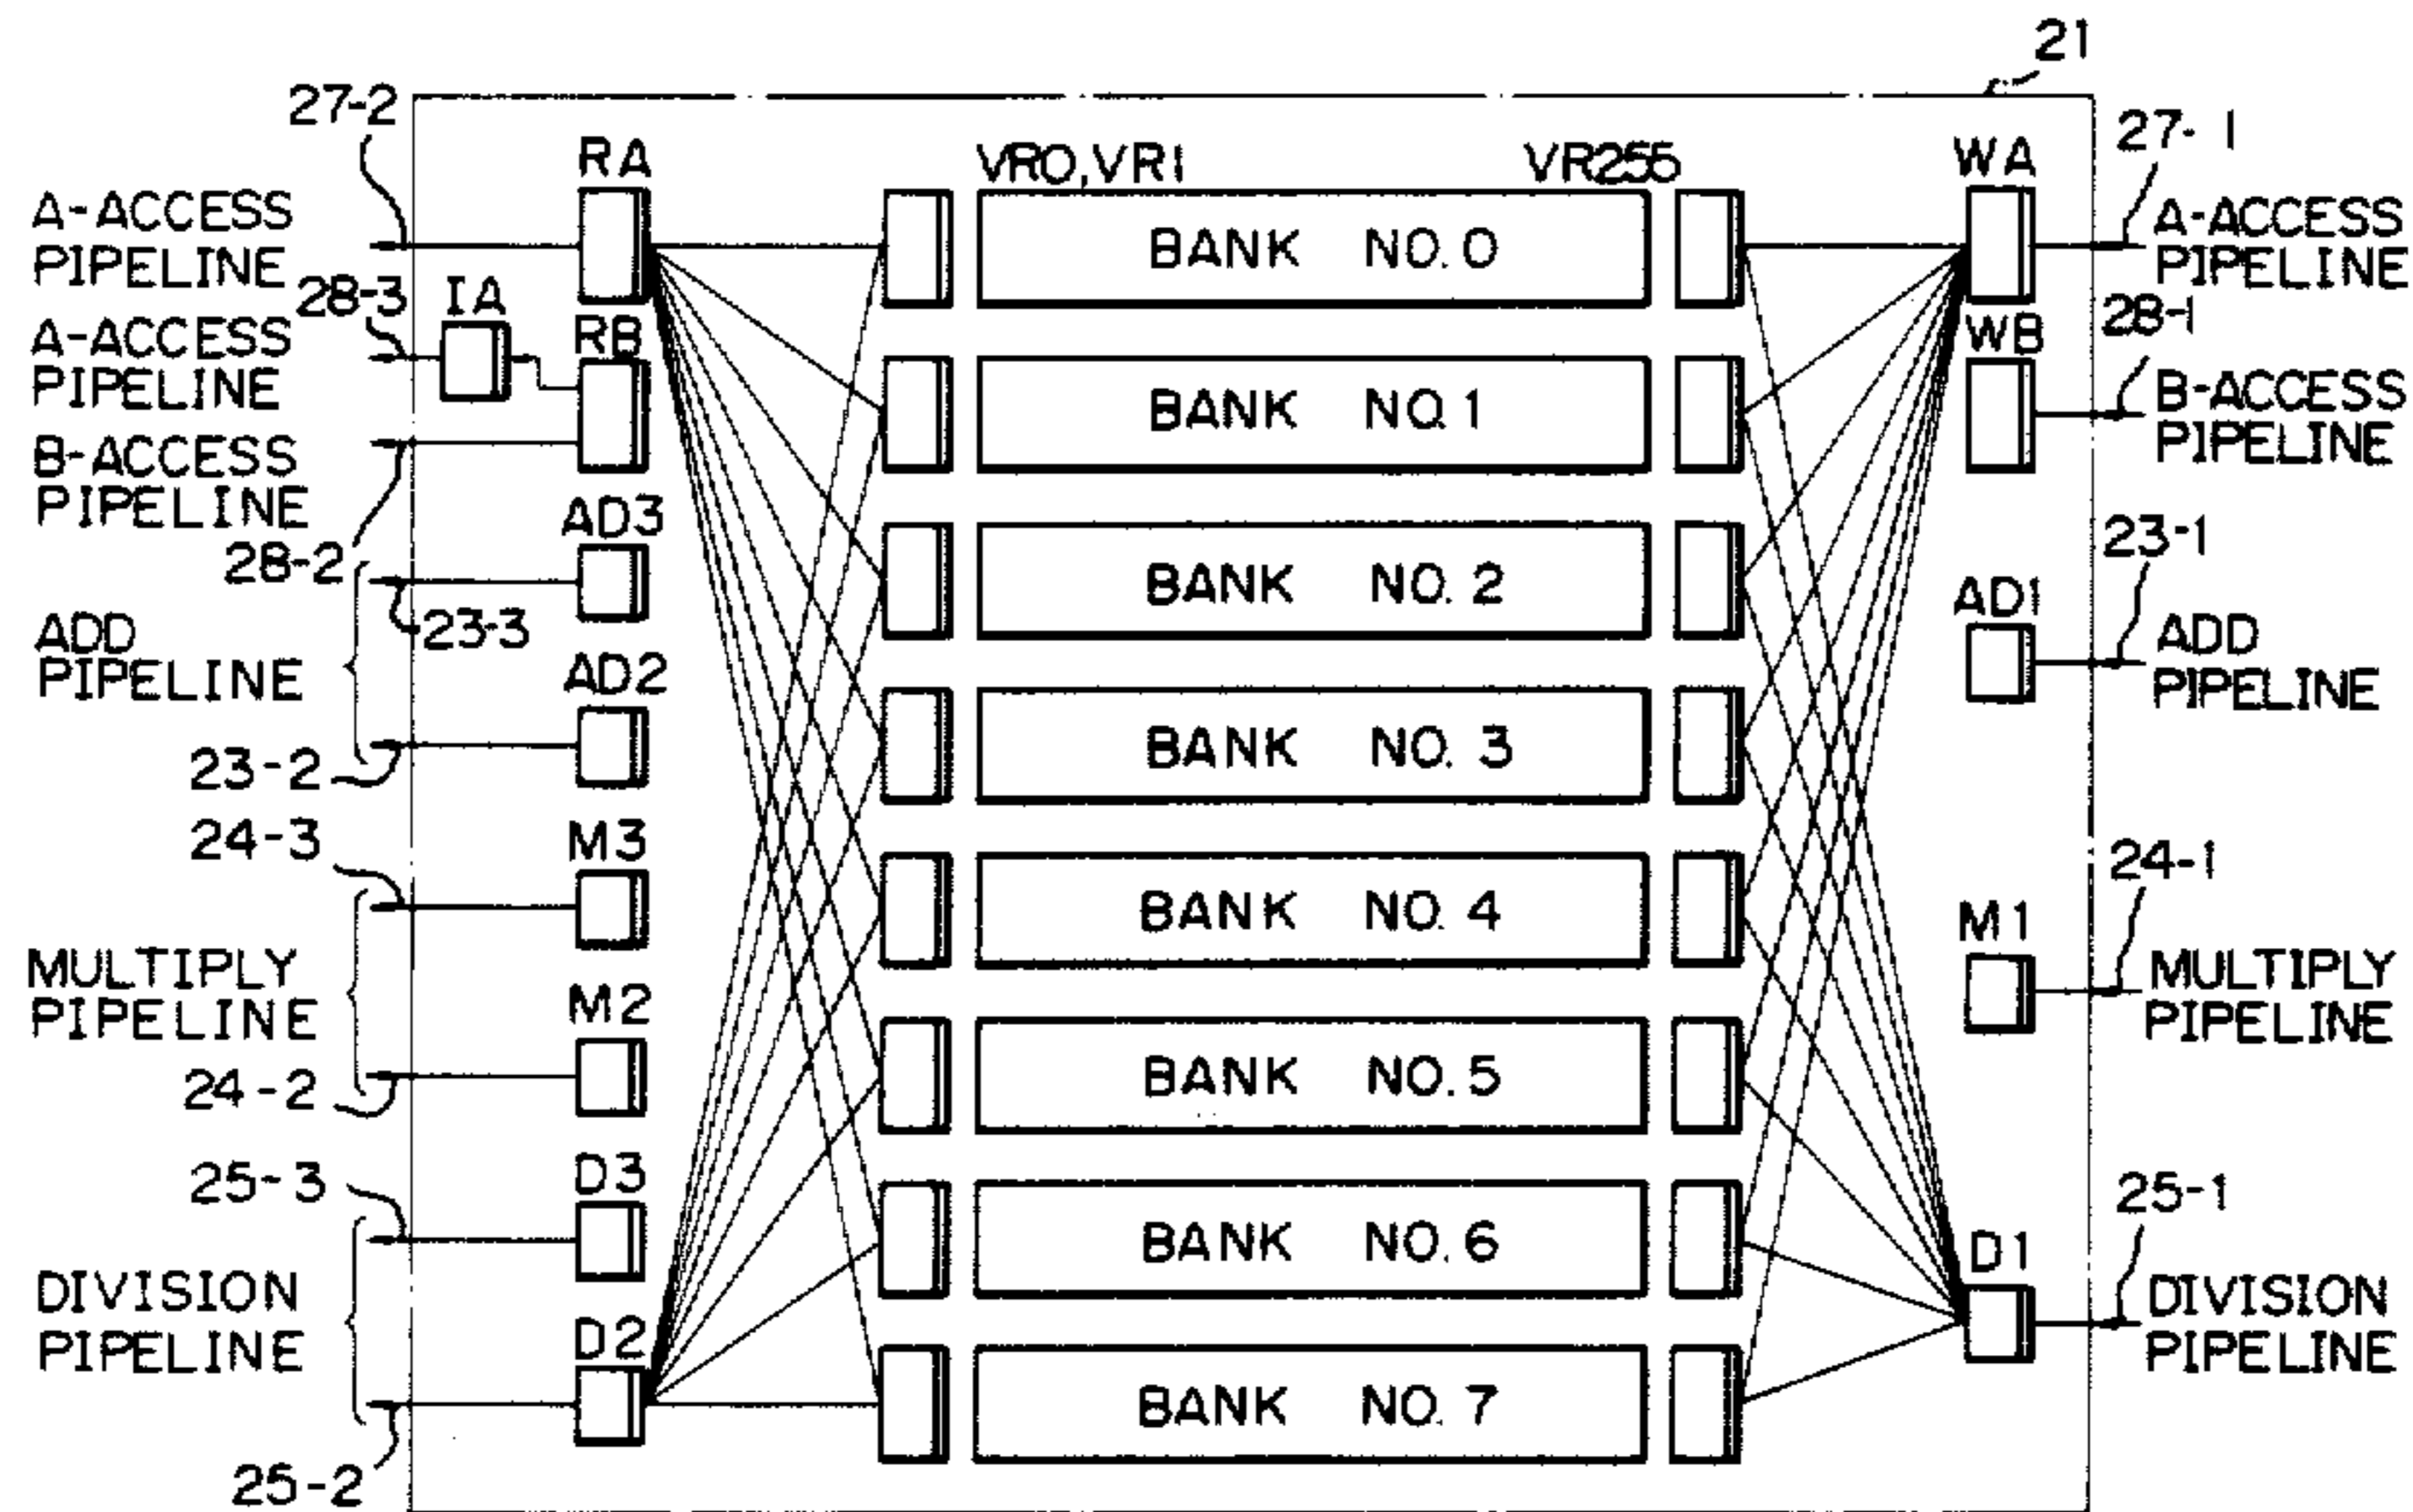 21
27-2
RA
VR0,VR1
VR255
WA
27-1
A-ACCESS
PIPELINE
BANK NO. 0
A-ACCESS
PIPELINE
28-3
IA
RB
WB
28-1
A-ACCESS
PIPELINE
BANK NO.1
B-ACCESS
PIPELINE
B-ACCESS
PIPELINE
28-2
AD3
BANK NO. 2
23-1
AD1
ADD
PIPELINE
23-3
ADD
PIPELINE
AD2
23-2
BANK NO. 3
24-3
M3
BANK NO. 4
24-1
M1
MULTIPLY
PIPELINE
MULTIPLY
PIPELINE
M2
24-2
BANK NO. 5
25-3
D3
BANK NO. 6
25-1
D1
DIVISION
PIPELINE
DIVISION
PIPELINE
D2
BANK NO. 7
25-2